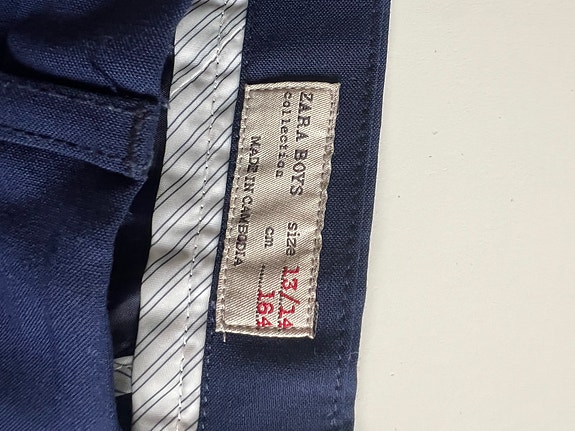 ZARA BOYS size 13/14
collection cm 164
MADE IN CAMBODIA